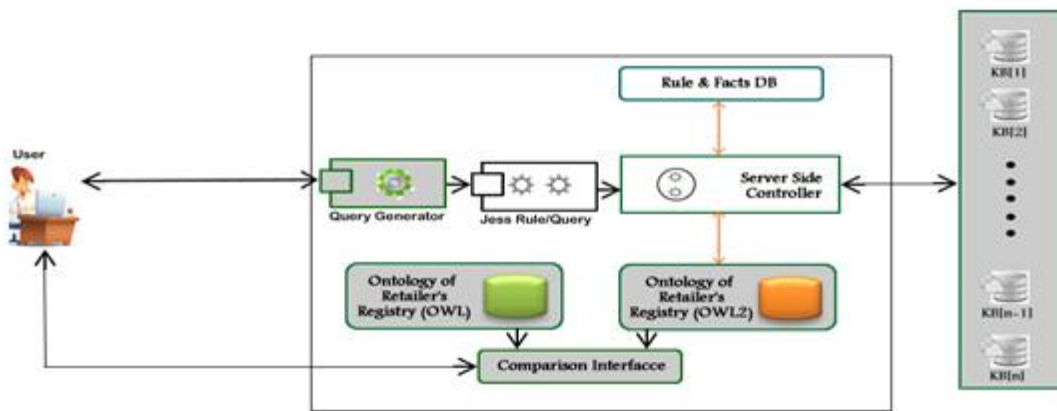 User
Query Generator
Jess Rule/Query
Rule & Facts DB
Server Side
Controller
Ontology of
Retailer's
Registry (OWL)
Ontology of
Retailer's
Registry (OWL2)
Comparison Interfacce
KB[1]
KB[2]
KB[n-1]
KB[n]